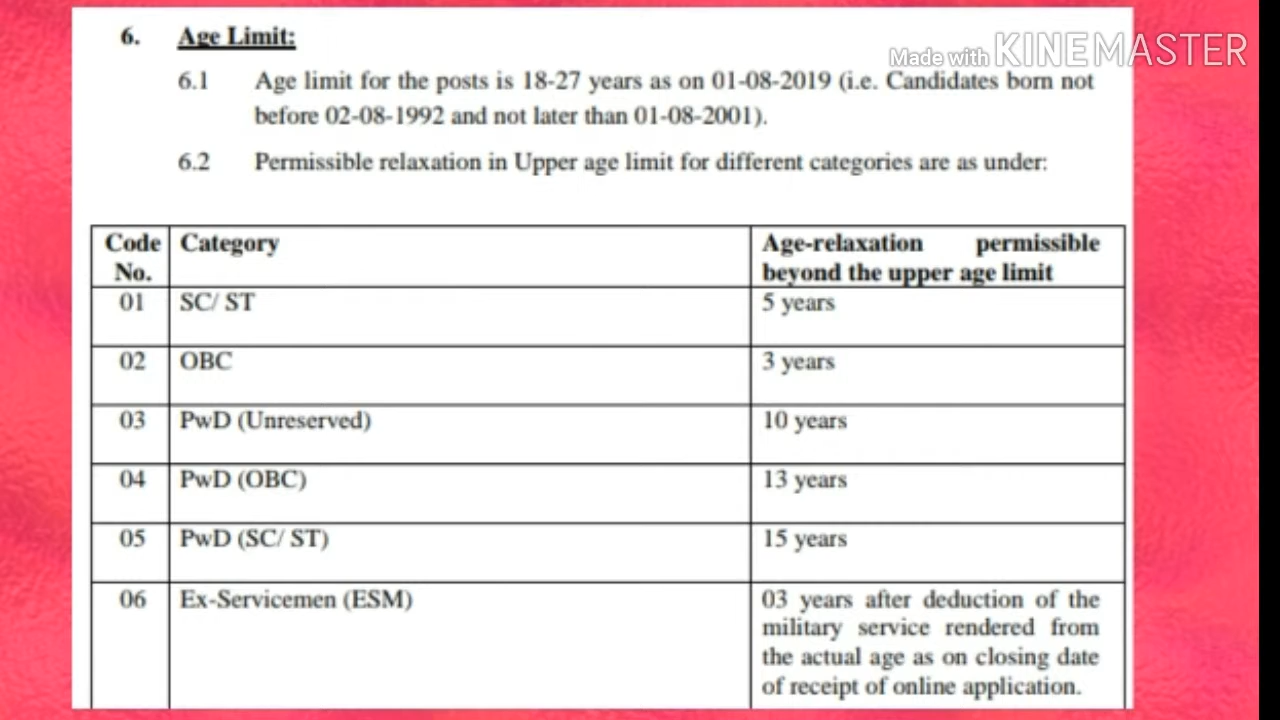 6. Age Limit:
Made with KINEMASTER
6.1 Age limit for the posts is 18-27 years as on 01-08-2019 (i.e. Candidates born not
before 02-08-1992 and not later than 01-08-2001).
6.2 Permissible relaxation in Upper age limit for different categories are as under:
Code No. Category Age-relaxation permissible
beyond the upper age limit
01 SC/ ST 5 years
02 OBC 3 years
03 PwD (Unreserved) 10 years
04 PwD (OBC) 13 years
05 PwD (SC/ ST) 15 years
06 Ex-Servicemen (ESM) 03 years after deduction of the
military service rendered from
the actual age as on closing date
of receipt of online application.